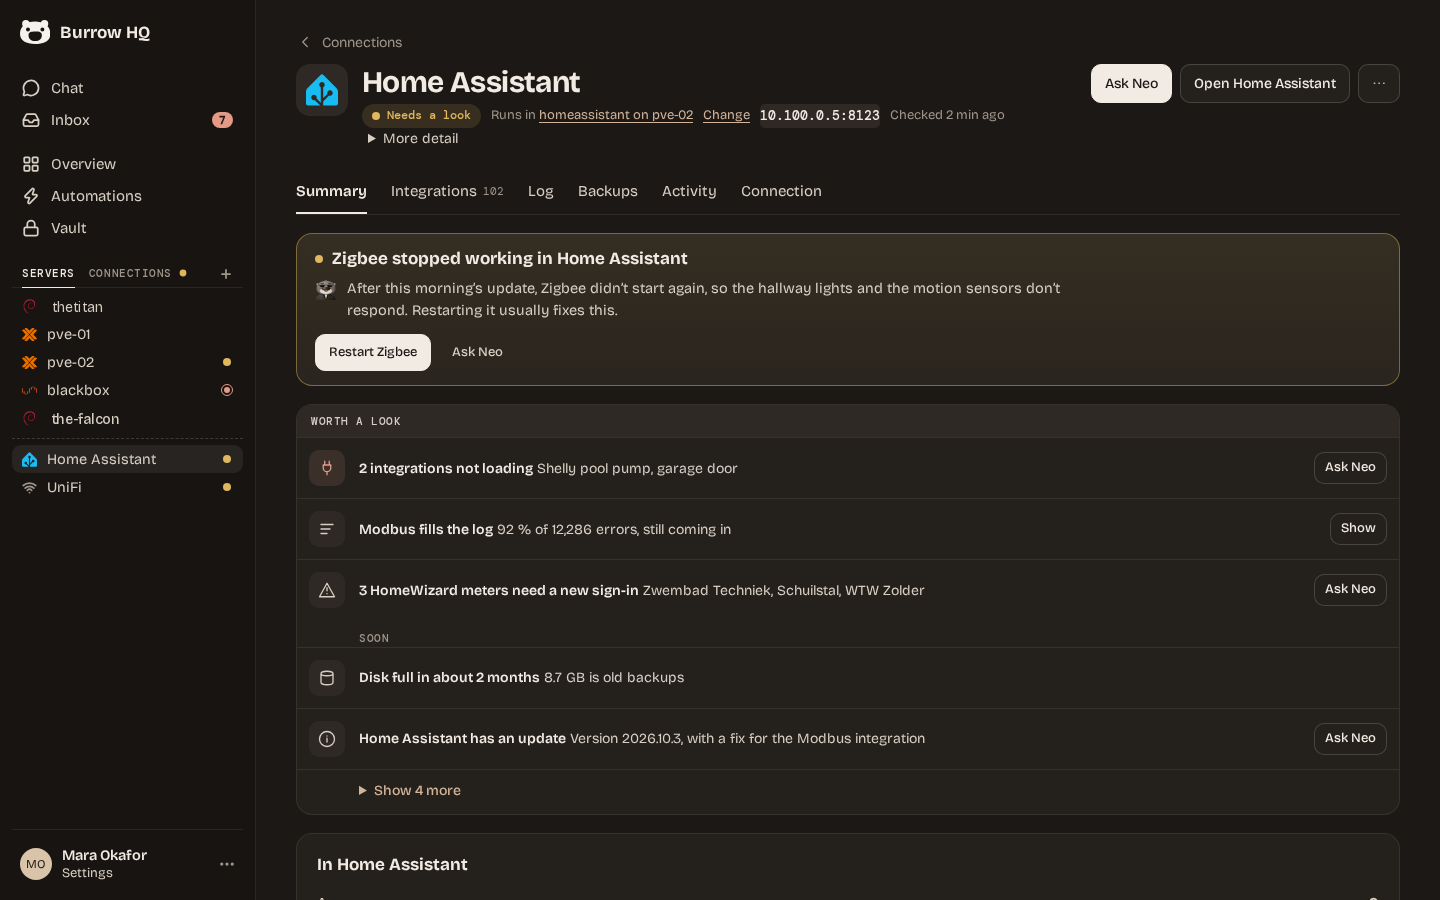 Burrow HQ
Chat
Inbox
7
Overview
Automations
Vault
SERVERS
CONNECTIONS
thetitan
pve-01
pve-02
blackbox
the-falcon
Home Assistant
UniFi
MO
Mara Okafor
Settings
Connections
Home Assistant
Ask Neo
Open Home Assistant
Needs a look
Runs in homeassistant on pve-02
Change
10.100.0.5:8123
Checked 2 min ago
More detail
Summary
Integrations 102
Log
Backups
Activity
Connection
Zigbee stopped working in Home Assistant
After this morning's update, Zigbee didn't start again, so the hallway lights and the motion sensors don't
respond. Restarting it usually fixes this.
Restart Zigbee
Ask Neo
WORTH A LOOK
2 integrations not loading Shelly pool pump, garage door
Ask Neo
Modbus fills the log 92 % of 12,286 errors, still coming in
Show
3 HomeWizard meters need a new sign-in Zwembad Techniek, Schuilstal, WTW Zolder
Ask Neo
SOON
Disk full in about 2 months 8.7 GB is old backups
Home Assistant has an update Version 2026.10.3, with a fix for the Modbus integration
Ask Neo
Show 4 more
In Home Assistant